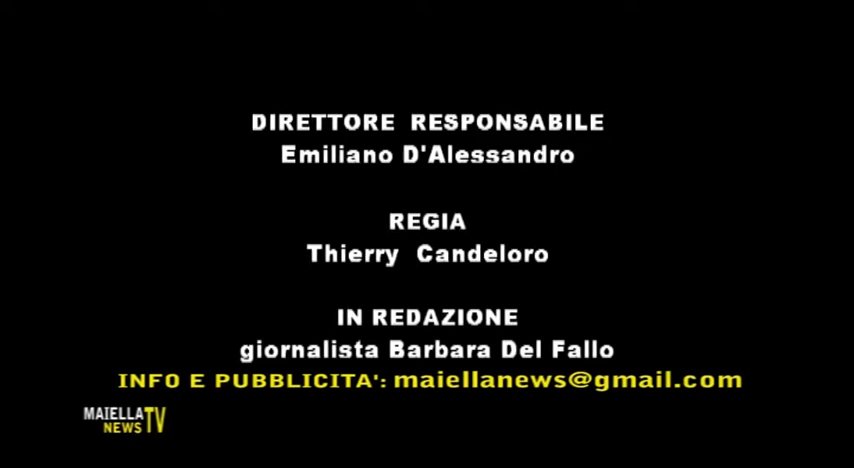 DIRETTORE RESPONSABILE
Emiliano D'Alessandro
REGIA
Thierry Candeloro
IN REDAZIONE
giornalista Barbara Del Fallo
INFO E PUBBLICITA': maiellanews@gmail.com
MAIELLA
NEWS TV